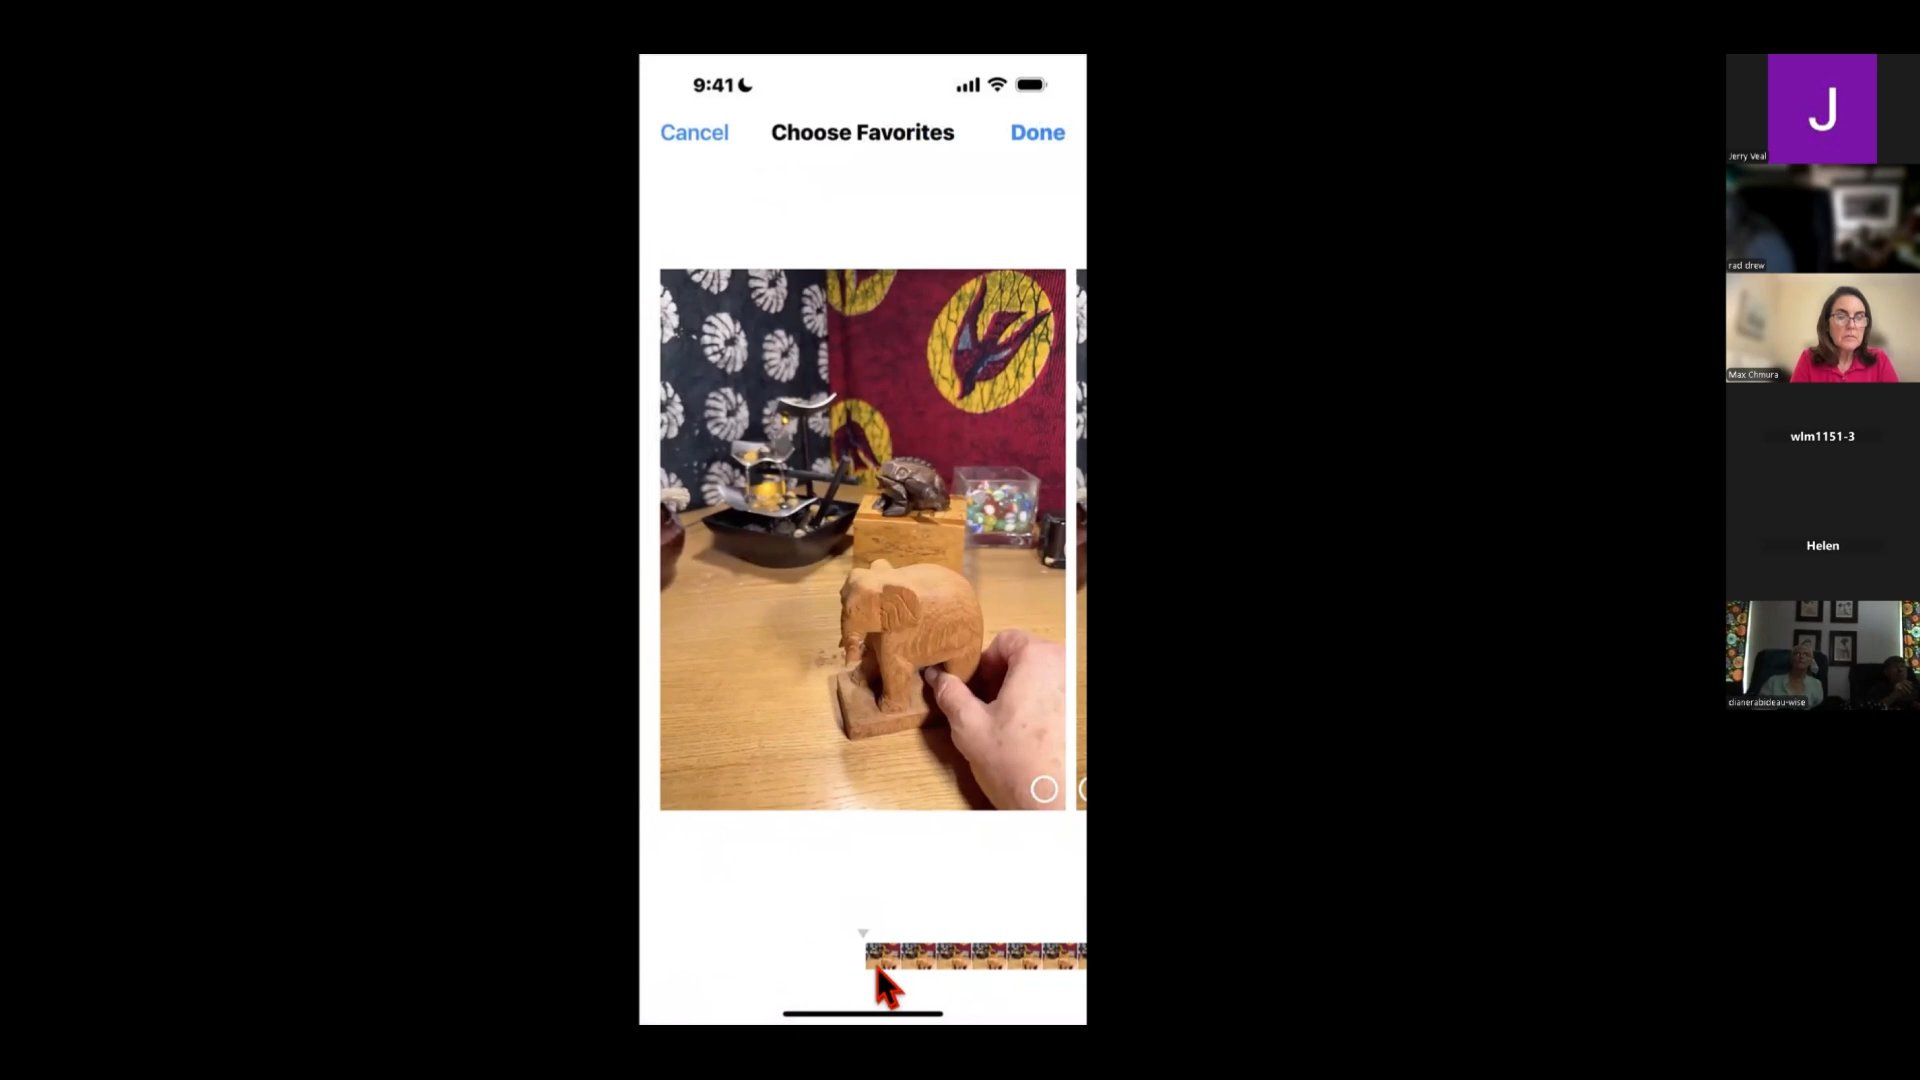 9:41
Cancel
Choose Favorites
Done
J
Jerry Veal
rad drew
Max Chmura
wlm1151-3
Helen
dianerabideau-wise